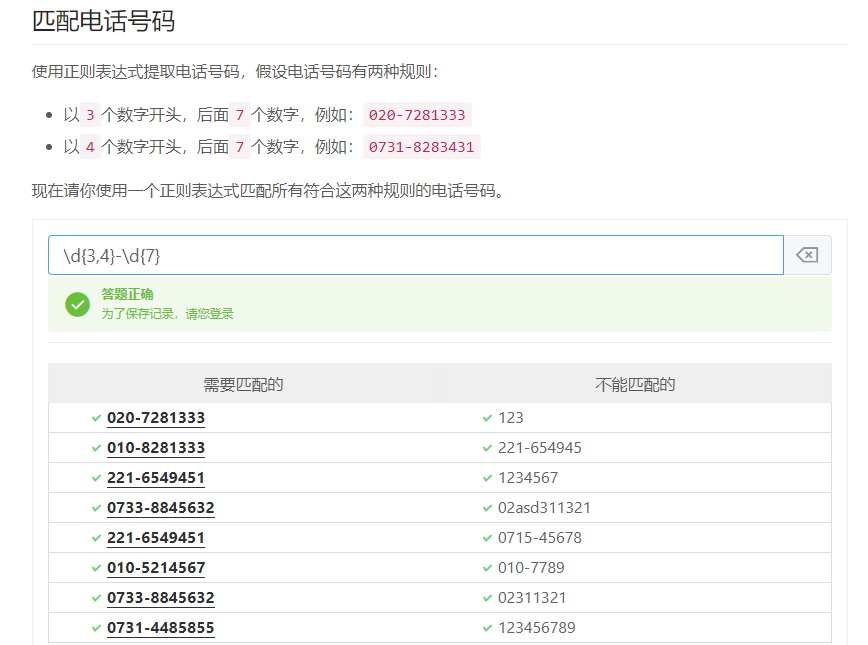 匹配电话号码
使用正则表达式提取电话号码，假设电话号码有两种规则：
以 3 个数字开头，后面 7 个数字，例如： 020-7281333
以 4 个数字开头，后面 7 个数字，例如： 0731-8283431
现在请你使用一个正则表达式匹配所有符合这两种规则的电话号码。
\d{3,4}-\d{7}
答题正确
为了保存记录，请您登录
需要匹配的 不能匹配的
020-7281333 123
010-8281333 221-654945
221-6549451 1234567
0733-8845632 02asd311321
221-6549451 0715-45678
010-5214567 010-7789
0733-8845632 02311321
0731-4485855 123456789